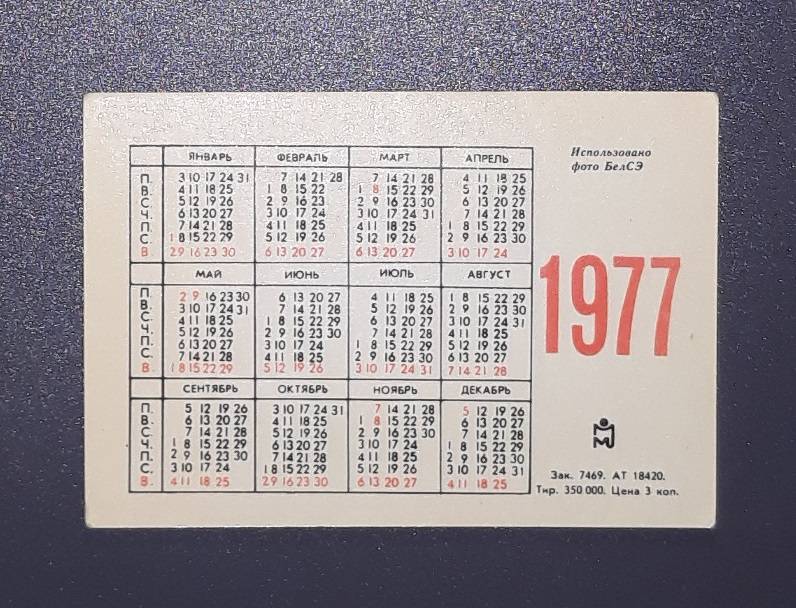 ЯНВАРЬ ФЕВРАЛЬ МАРТ АПРЕЛЬ
П. 3 10 17 24 31 7 14 21 28 7 14 21 28 4 11 18 25
В. 4 11 18 25 1 8 15 22 1 8 15 22 29 5 12 19 26
С. 5 12 19 26 2 9 16 23 2 9 16 23 30 6 13 20 27
Ч. 6 13 20 27 3 10 17 24 3 10 17 24 31 7 14 21 28
П. 7 14 21 28 4 11 18 25 4 11 18 25 1 8 15 22 29
С. 1 8 15 22 29 5 12 19 26 5 12 19 26 2 9 16 23 30
В. 2 9 16 23 30 6 13 20 27 6 13 20 27 3 10 17 24
МАЙ ИЮНЬ ИЮЛЬ АВГУСТ
П. 2 9 16 23 30 6 13 20 27 4 11 18 25 1 8 15 22 29
В. 3 10 17 24 31 7 14 21 28 5 12 19 26 2 9 16 23 30
С. 4 11 18 25 1 8 15 22 29 6 13 20 27 3 10 17 24 31
Ч. 5 12 19 26 2 9 16 23 30 7 14 21 28 4 11 18 25
П. 6 13 20 27 3 10 17 24 1 8 15 22 29 5 12 19 26
С. 7 14 21 28 4 11 18 25 2 9 16 23 30 6 13 20 27
В. 1 8 15 22 29 5 12 19 26 3 10 17 24 31 7 14 21 28
СЕНТЯБРЬ ОКТЯБРЬ НОЯБРЬ ДЕКАБРЬ
П. 5 12 19 26 3 10 17 24 31 7 14 21 28 5 12 19 26
В. 6 13 20 27 4 11 18 25 1 8 15 22 29 6 13 20 27
С. 7 14 21 28 5 12 19 26 2 9 16 23 30 7 14 21 28
Ч. 1 8 15 22 29 6 13 20 27 3 10 17 24 1 8 15 22 29
П. 2 9 16 23 30 7 14 21 28 4 11 18 25 2 9 16 23 30
С. 3 10 17 24 1 8 15 22 29 5 12 19 26 3 10 17 24 31
В. 4 11 18 25 2 9 16 23 30 6 13 20 27 4 11 18 25
Использовано
фото БелСЭ
1977
Зак. 7469. АТ 18420.
Тир. 350 000. Цена 3 коп.